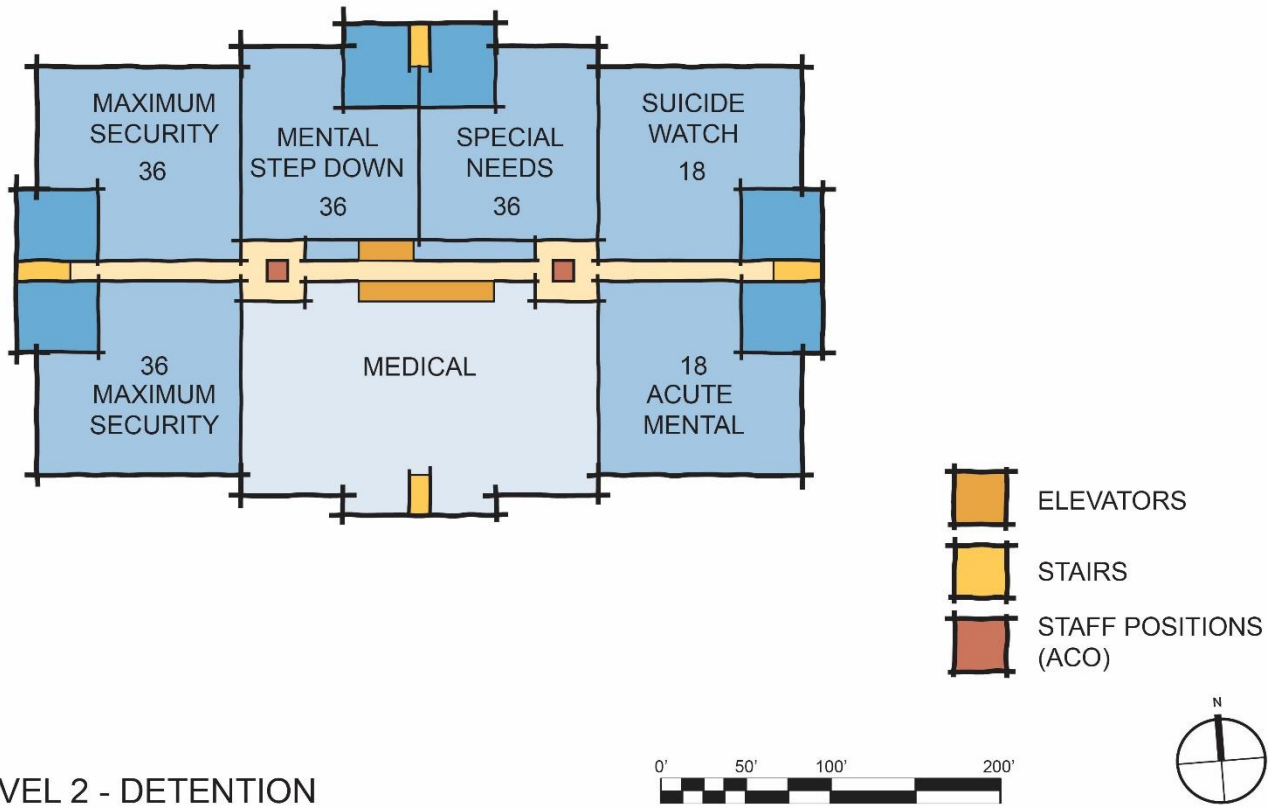 MAXIMUM
SECURITY
36
MENTAL
STEP DOWN
36
SPECIAL
NEEDS
36
SUICIDE
WATCH
18
36
MAXIMUM
SECURITY
MEDICAL
18
ACUTE
MENTAL
ELEVATORS
STAIRS
STAFF POSITIONS
(ACO)
N
0' 50' 100' 200'
VEL 2 - DETENTION